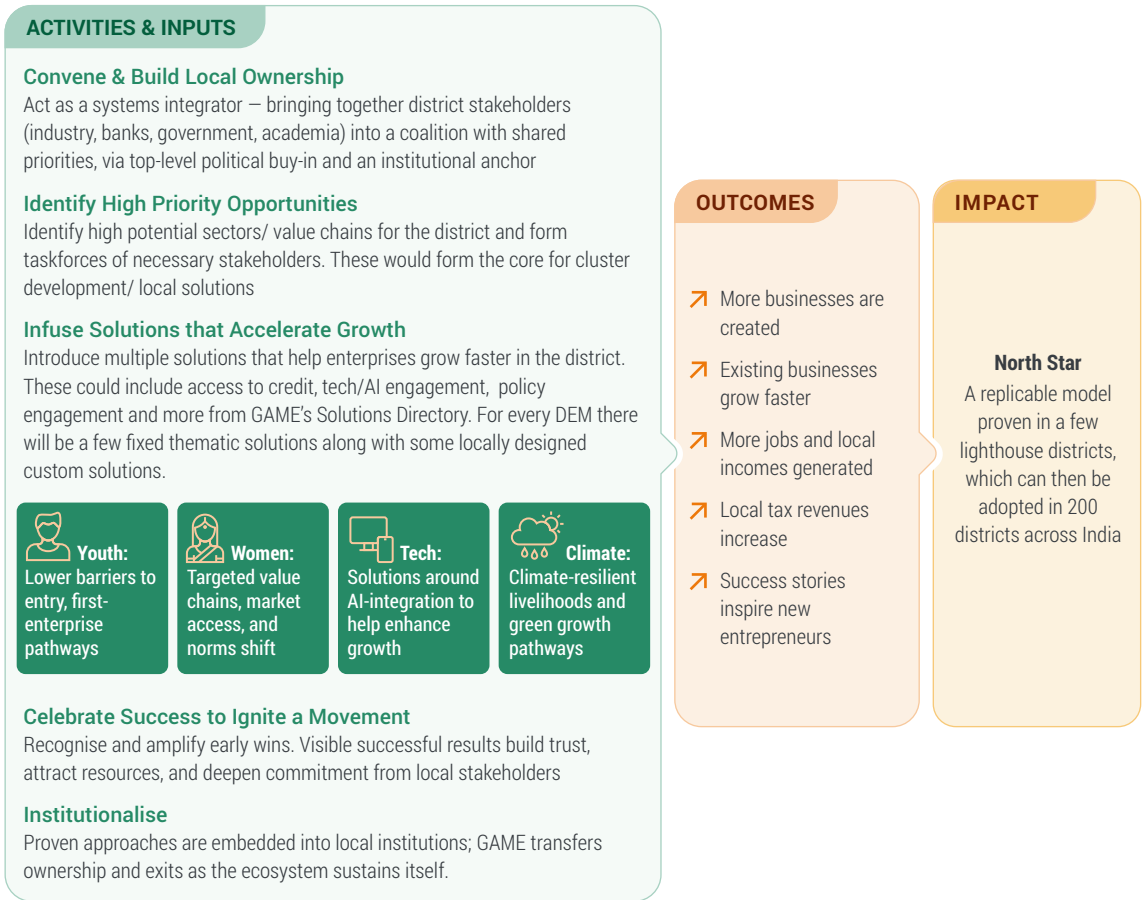 ACTIVITIES & INPUTS
Convene & Build Local Ownership
Act as a systems integrator — bringing together district stakeholders
(industry, banks, government, academia) into a coalition with shared
priorities, via top-level political buy-in and an institutional anchor
Identify High Priority Opportunities
Identify high potential sectors/ value chains for the district and form
taskforces of necessary stakeholders. These would form the core for cluster
development/ local solutions
Infuse Solutions that Accelerate Growth
Introduce multiple solutions that help enterprises grow faster in the district.
These could include access to credit, tech/AI engagement,  policy
engagement and more from GAME’s Solutions Directory. For every DEM there
will be a few fixed thematic solutions along with some locally designed
custom solutions.
Youth:
Lower barriers to
entry, first-
enterprise
pathways
Women:
Targeted value
chains, market
access, and
norms shift
Tech:
Solutions around
AI-integration to
help enhance
growth
Climate:
Climate-resilient
livelihoods and
green growth
pathways
Celebrate Success to Ignite a Movement
Recognise and amplify early wins. Visible successful results build trust,
attract resources, and deepen commitment from local stakeholders
Institutionalise
Proven approaches are embedded into local institutions; GAME transfers
ownership and exits as the ecosystem sustains itself.
OUTCOMES
More businesses are
created
Existing businesses
grow faster
More jobs and local
incomes generated
Local tax revenues
increase
Success stories
inspire new
entrepreneurs
IMPACT
North Star
A replicable model
proven in a few
lighthouse districts,
which can then be
adopted in 200
districts across India